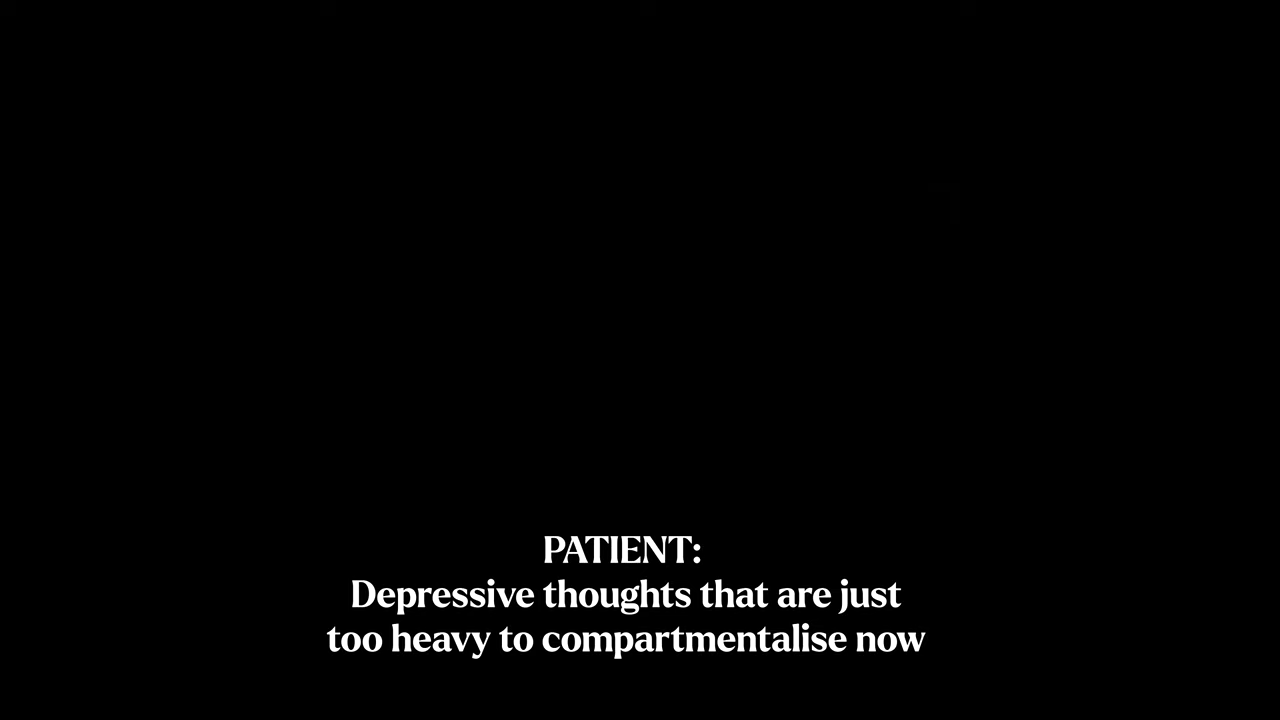 PATIENT:
Depressive thoughts that are just
too heavy to compartmentalise now